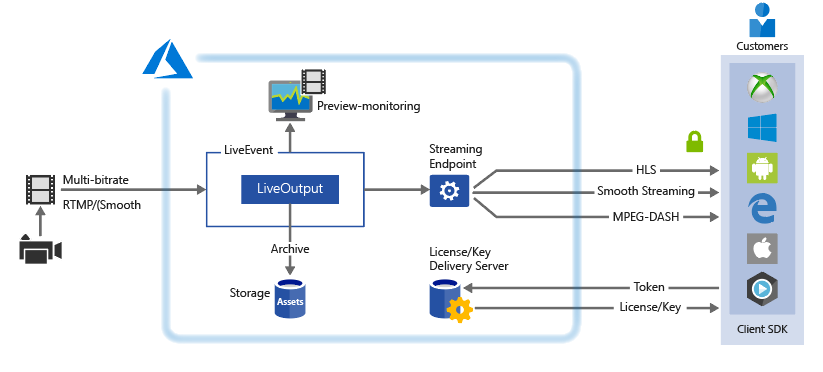 Customers
Preview-monitoring
LiveEvent
Streaming
Endpoint
Multi-bitrate
RTMP/(Smooth
LiveOutput
HLS
Smooth Streaming
MPEG-DASH
Archive
License/Key
Delivery Server
Storage
Assets
Token
License/Key
Client SDK